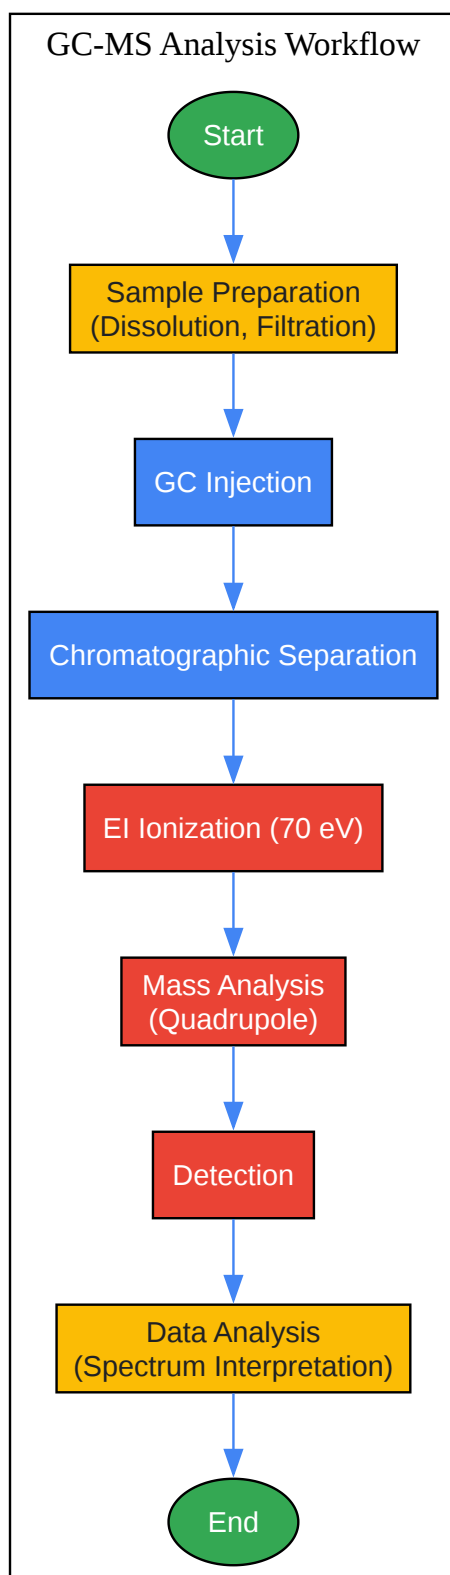 GC-MS Analysis Workflow
Start
Sample Preparation
(Dissolution, Filtration)
GC Injection
Chromatographic Separation
EI Ionization (70 eV)
Mass Analysis
(Quadrupole)
Detection
Data Analysis
(Spectrum Interpretation)
End